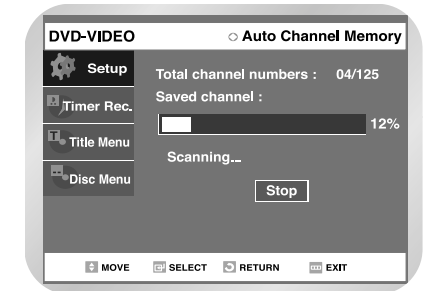 DVD-VIDEO
Auto Channel Memory
Setup
Timer Rec.
Title Menu
Disc Menu
Total channel numbers : 04/125
Saved channel :
12%
Scanning...
Stop
MOVE SELECT RETURN EXIT